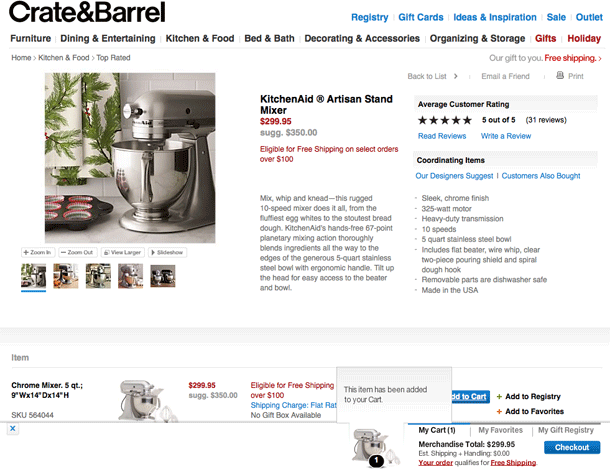 Crate&Barrel
Registry | Gift Cards | Ideas & Inspiration | Sale | Outlet
Furniture | Dining & Entertaining | Kitchen & Food | Bed & Bath | Decorating & Accessories | Organizing & Storage | Gifts | Holiday
Home › Kitchen & Food › Top Rated
Our gift to you. Free shipping. ›
Back to List › | Email a Friend | Print
KitchenAid ® Artisan Stand
Mixer
$299.95
sugg. $350.00
Eligible for Free Shipping on select orders
over $100
Average Customer Rating
★★★★★ 5 out of 5 (31 reviews)
Read Reviews Write a Review
Coordinating Items
Our Designers Suggest | Customers Also Bought
Mix, whip and knead—this rugged
10-speed mixer does it all, from the
fluffiest egg whites to the stoutest bread
dough. KitchenAid's hands-free 67-point
planetary mixing action thoroughly
blends ingredients all the way to the
edges of the generous 5-quart stainless
steel bowl with ergonomic handle. Tilt up
the head for easy access to the beater
and bowl.
· Sleek, chrome finish
· 325-watt motor
· Heavy-duty transmission
· 10 speeds
· 5 quart stainless steel bowl
· Includes flat beater, wire whip, clear
two-piece pouring shield and spiral
dough hook
· Removable parts are dishwasher safe
· Made in the USA
+ Zoom In − Zoom Out View Larger Slideshow
Item
Chrome Mixer. 5 qt.;
9"Wx14"Dx14"H
SKU 564044
$299.95
sugg. $350.00
Eligible for Free Shipping
over $100
Shipping Charge: Flat Rat
No Gift Box Available
This item has been added
to your Cart.
dd to Cart
+ Add to Registry
+ Add to Favorites
x
1
My Cart (1) | My Favorites | My Gift Registry
Merchandise Total: $299.95
Est. Shipping + Handling: $0.00
Your order qualifies for Free Shipping
Checkout